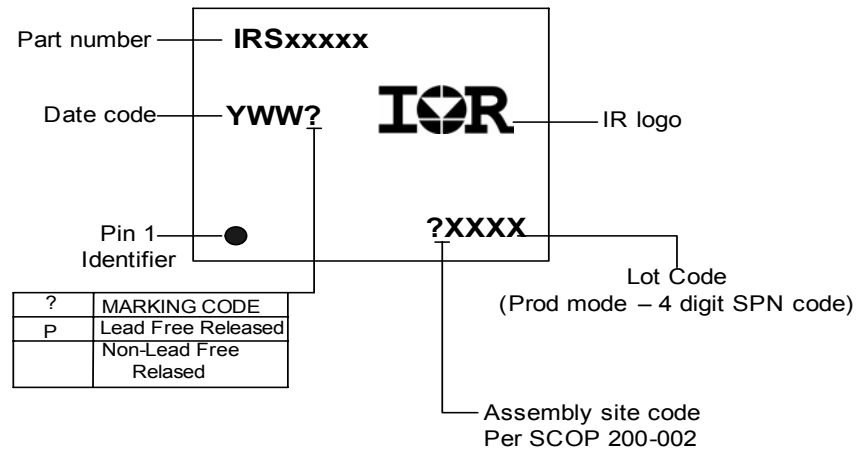 Part number
IRSxxxxx
Date code
YWW?
IOR
IR logo
Pin 1
Identifier
?XXXX
Lot Code
(Prod mode – 4 digit SPN code)
? MARKING CODE
P Lead Free Released
Non-Lead Free
Relased
Assembly site code
Per SCOP 200-002